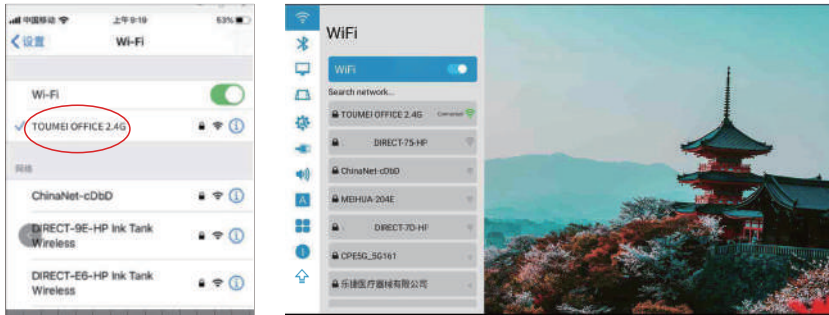 中国移动
上午9:19
53%
设置
Wi-Fi
Wi-Fi
TOUMEI OFFICE 2.4G
网络
ChinaNet-cDbD
DIRECT-9E-HP Ink Tank
Wireless
DIRECT-E6-HP Ink Tank
Wireless
WiFi
WiFi
Search network...
TOUMEI OFFICE 2.4G
Connected
DIRECT-75-HP
ChinaNet-cDbD
MEIHUA-204E
DIRECT-7D-HF
CPE5G_5G161
乐捷医疗器械有限公司
A